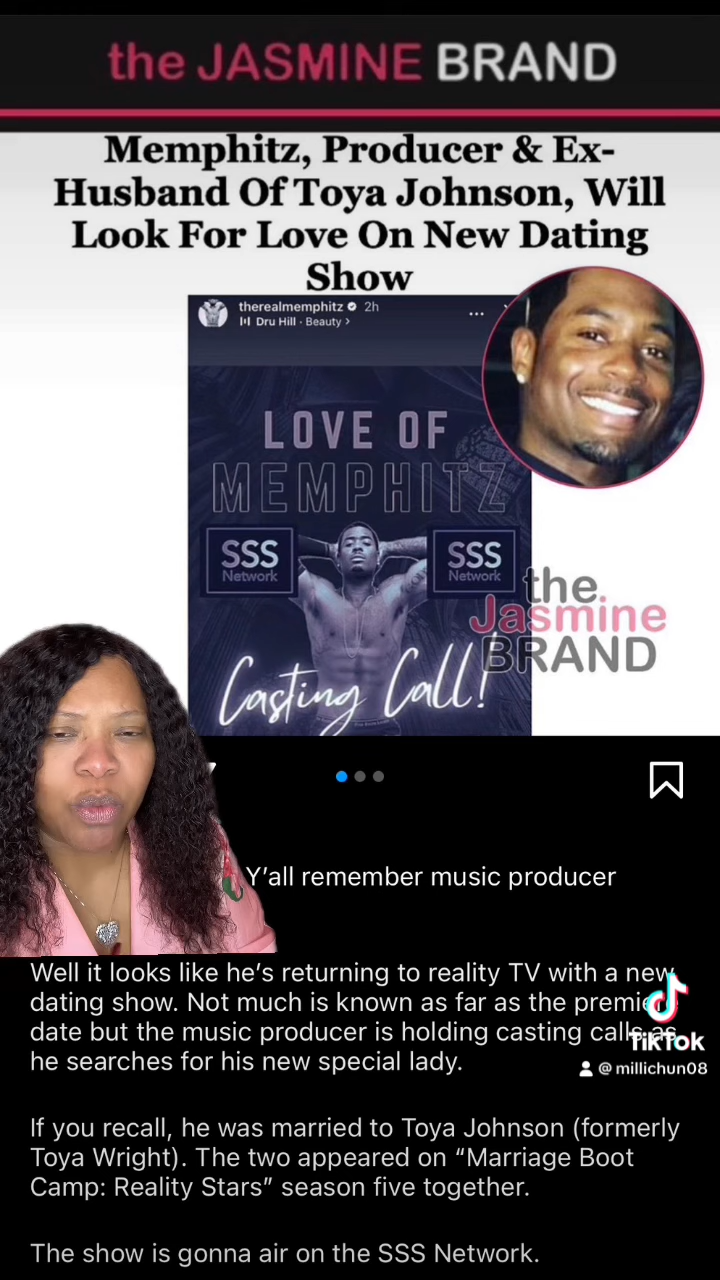 the JASMINE BRAND
Memphitz, Producer & Ex-
Husband Of Toya Johnson, Will
Look For Love On New Dating
Show
therealmemphitz 2h
Dru Hill · Beauty >
LOVE OF
MEMPHITZ
SSS
Network
SSS
Network
the
Jasmine
BRAND
Casting Call!
Y’all remember music producer
Well it looks like he’s returning to reality TV with a new
dating show. Not much is known as far as the premiere
date but the music producer is holding casting calls as
he searches for his new special lady.
TikTok
@millichun08
If you recall, he was married to Toya Johnson (formerly
Toya Wright). The two appeared on “Marriage Boot
Camp: Reality Stars” season five together.
The show is gonna air on the SSS Network.